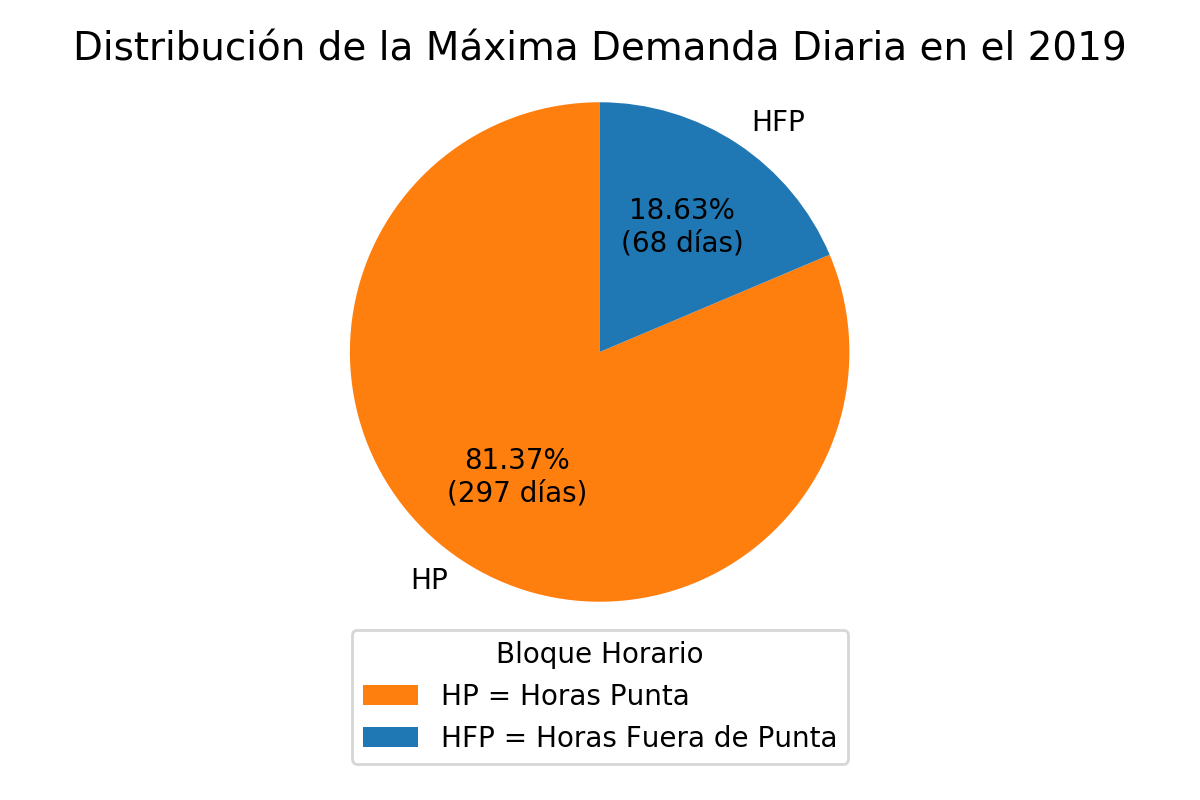 Distribución de la Máxima Demanda Diaria en el 2019
HFP
18.63%
(68 días)
81.37%
(297 días)
HP
Bloque Horario
HP = Horas Punta
HFP = Horas Fuera de Punta